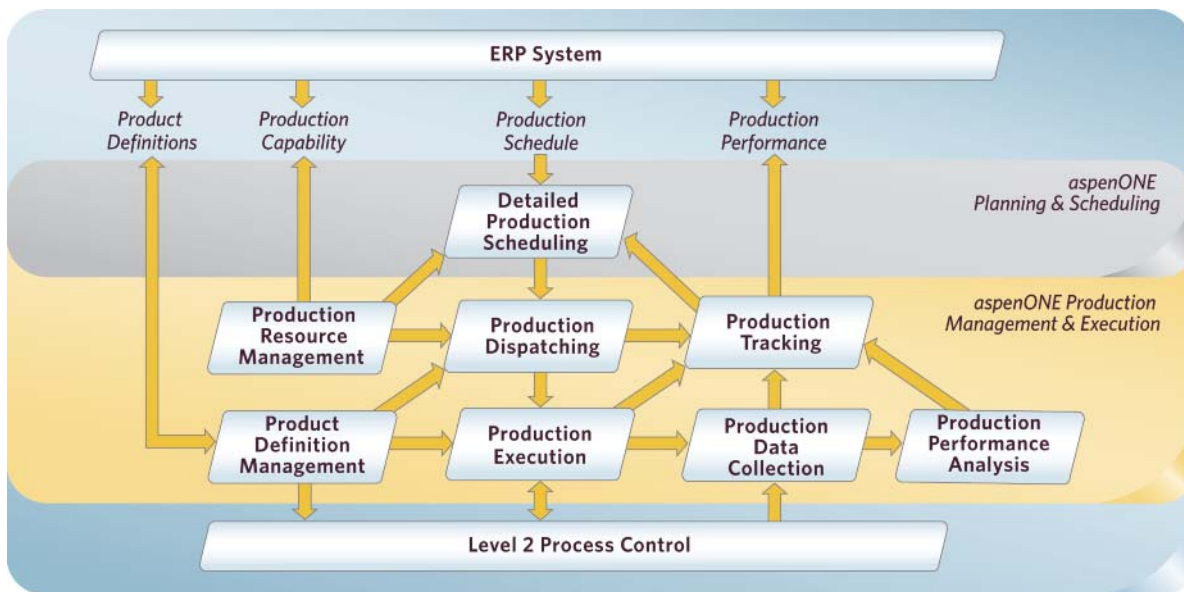 ERP System
Product
Definitions
Production
Capability
Production
Schedule
Production
Performance
aspenONE
Planning & Scheduling
Detailed
Production
Scheduling
aspenONE Production
Management & Execution
Production
Resource
Management
Production
Dispatching
Production
Tracking
Product
Definition
Management
Production
Execution
Production
Data
Collection
Production
Performance
Analysis
Level 2 Process Control